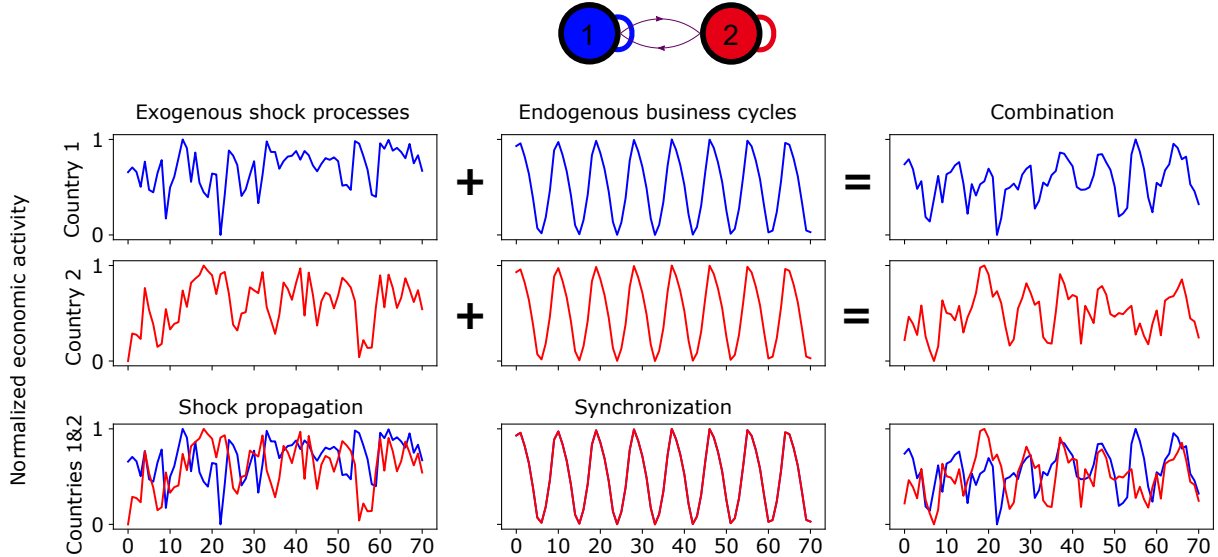 1 2
Exogenous shock processes Endogenous business cycles Combination
Normalized economic activity
Country 1
1
0
+
=
Country 2
1
0
+
=
Shock propagation Synchronization
Countries 1&2
1
0
0 10 20 30 40 50 60 70 0 10 20 30 40 50 60 70 0 10 20 30 40 50 60 70